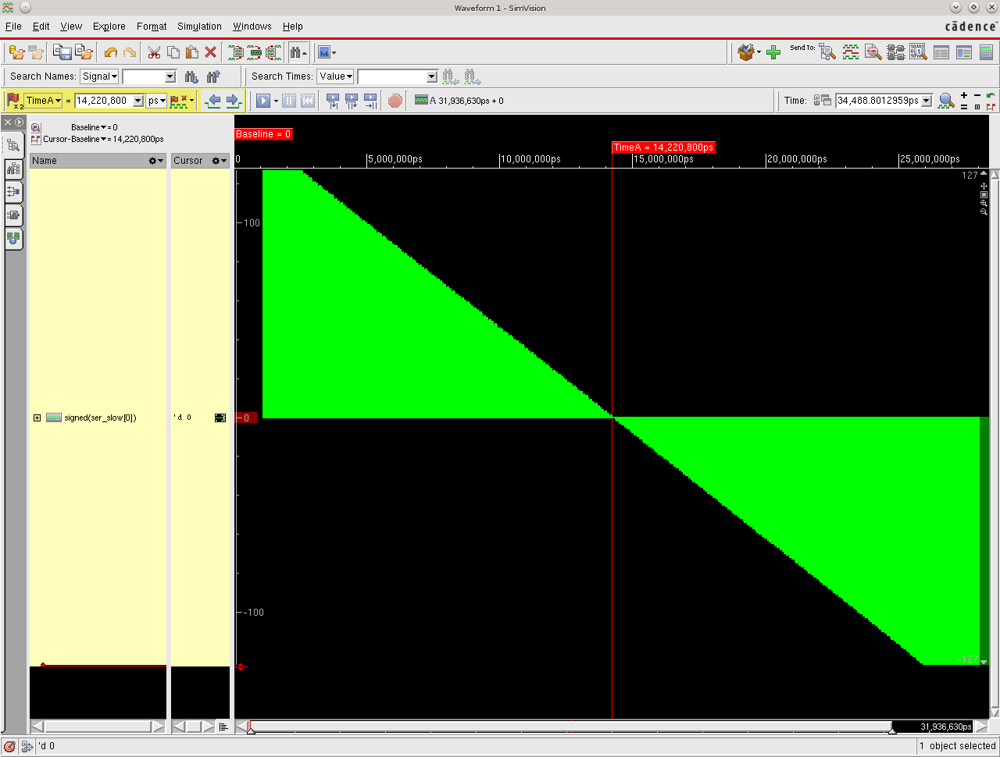 Waveform 1 - SimVision
File Edit View Explore Format Simulation Windows Help
cādence
Send To:
Search Names: Signal
Search Times: Value
x2 TimeA = 14,220,800 ps
A 31,936,630ps + 0
Time: 34,488.8012959ps
Baseline = 0
Cursor-Baseline = 14,220,800ps
Name
Cursor
Baseline = 0
TimeA = 14,220,800ps
0 5,000,000ps 10,000,000ps 15,000,000ps 20,000,000ps 25,000,000ps
127
100
signed(ser_slow[0])
'd 0
0
-100
-127
31,936,630ps
'd 0
1 object selected